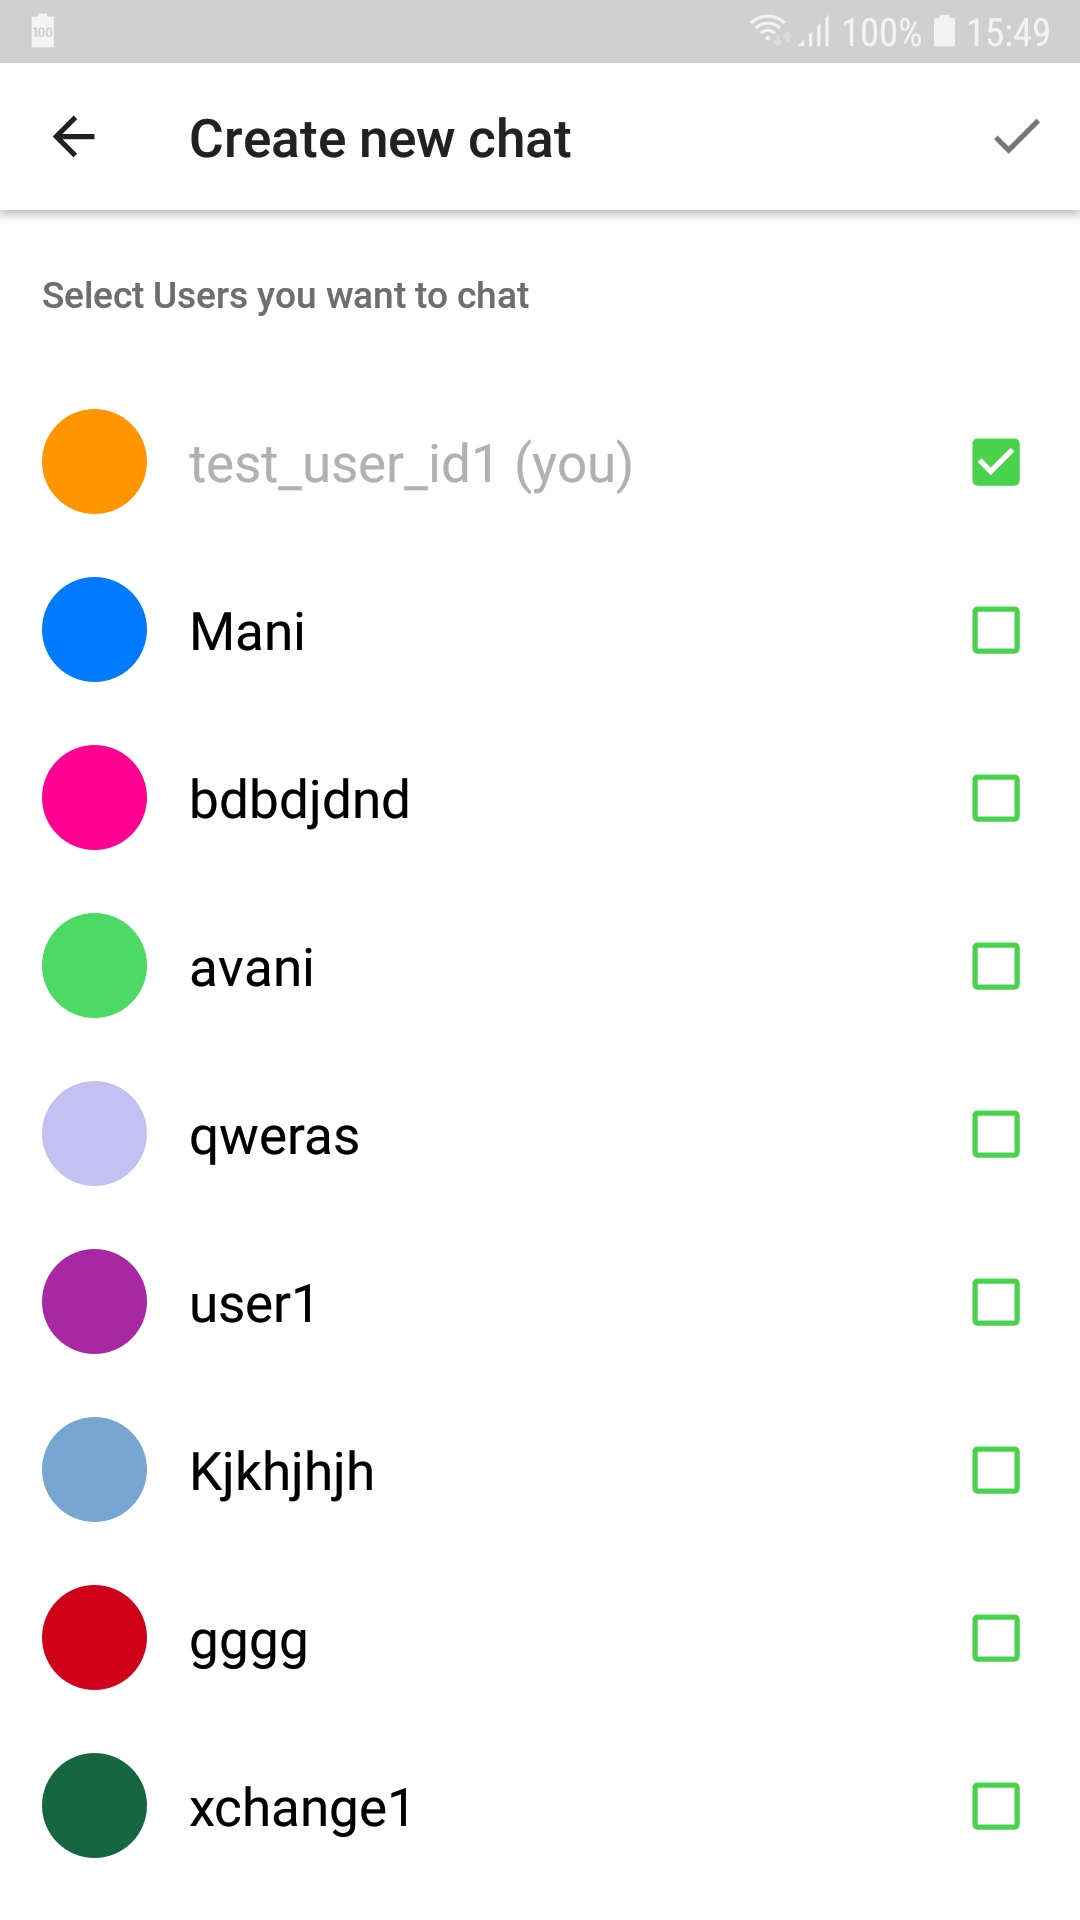 100 100% 15:49
Create new chat
Select Users you want to chat
test_user_id1 (you)
Mani
bdbdjdnd
avani
qweras
user1
Kjkhjhjh
gggg
xchange1